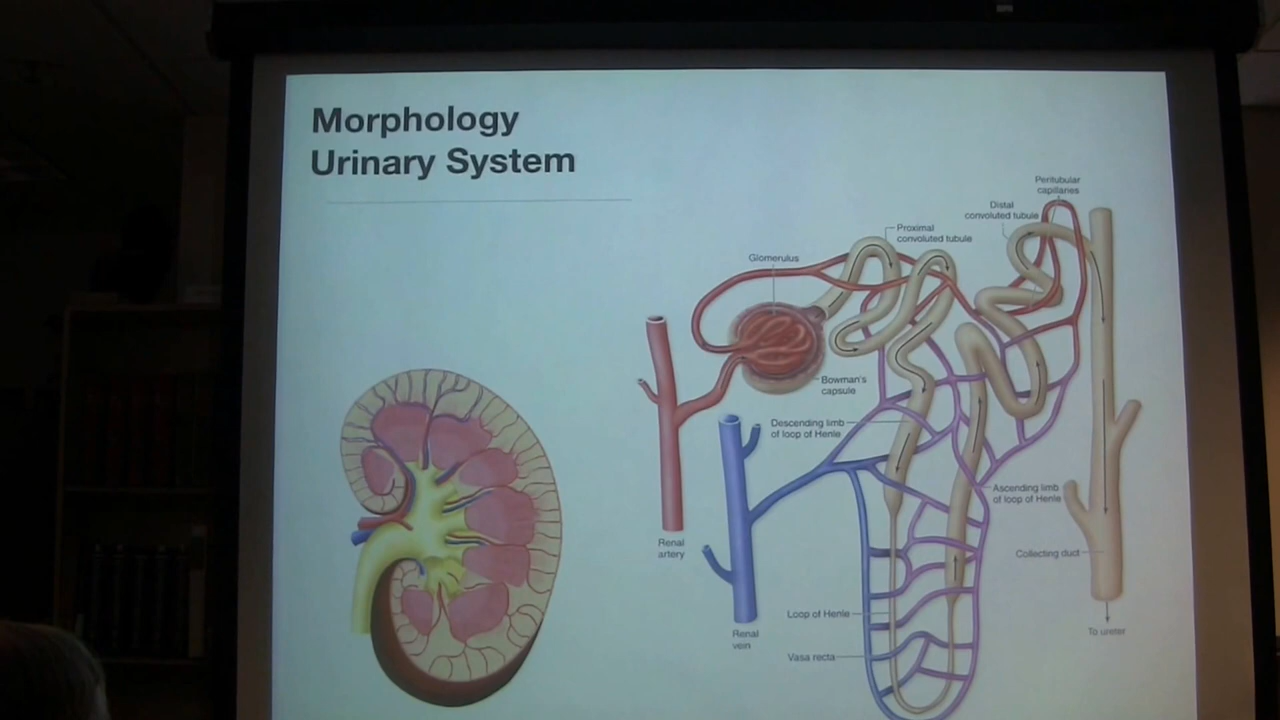 Morphology
Urinary System
Peritubular
capillaries
Distal
convoluted tubule
Proximal
convoluted tubule
Glomerulus
Bowman's
capsule
Descending limb
of loop of Henle
Ascending limb
of loop of Henle
Renal
artery
Collecting duct
Loop of Henle
Renal
vein
To ureter
Vasa recta